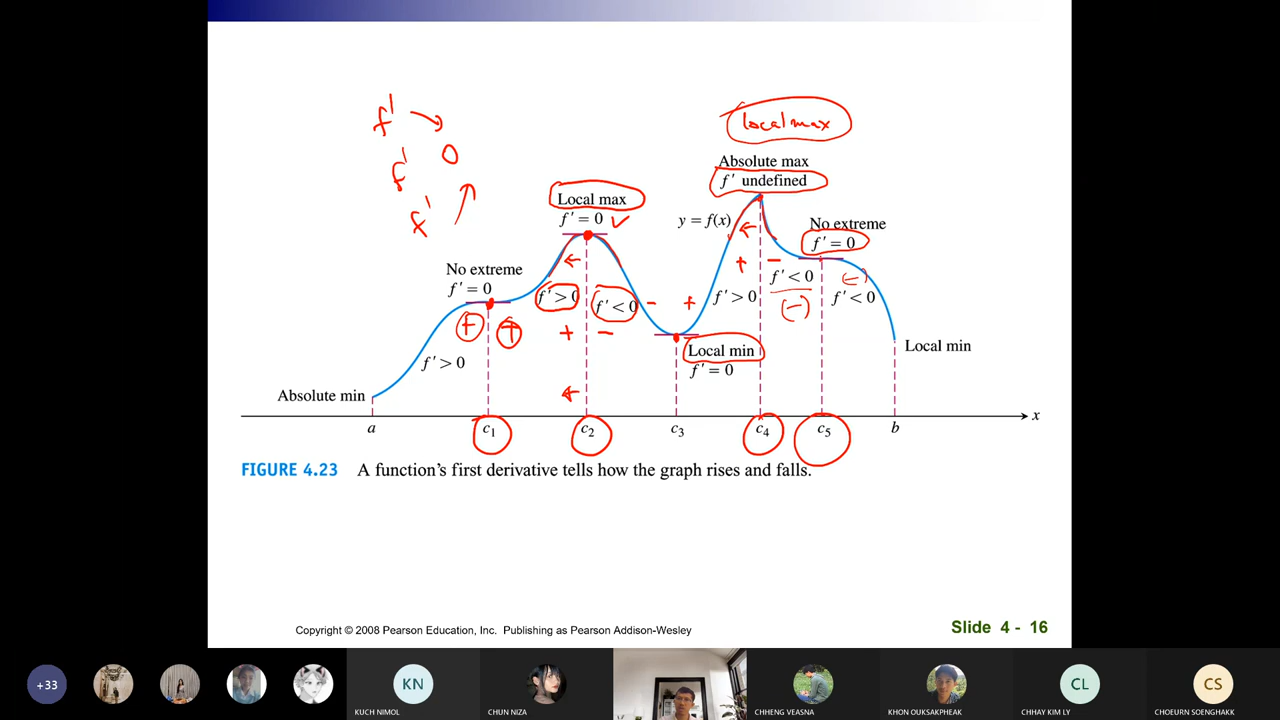 f'
f' 0
f'
local max
Absolute max
f' undefined
Local max
f' = 0 ✓
y = f(x)
No extreme
f' = 0
No extreme
f' = 0
f' > 0
f' < 0
f' > 0
f' < 0
f' < 0
+ + + - - + + - (-) (-)
f' > 0
Local min
f' = 0
Local min
Absolute min
a c₁ c₂ c₃ c₄ c₅ b x
FIGURE 4.23 A function's first derivative tells how the graph rises and falls.
Copyright © 2008 Pearson Education, Inc. Publishing as Pearson Addison-Wesley
Slide 4 - 16
+33
KN
CL
CS
KUCH NIMOL
CHUN NIZA
CHHENG VEASNA
KHON OUKSAKPHEAK
CHHAY KIM LY
CHOEURN SOENGHAKK